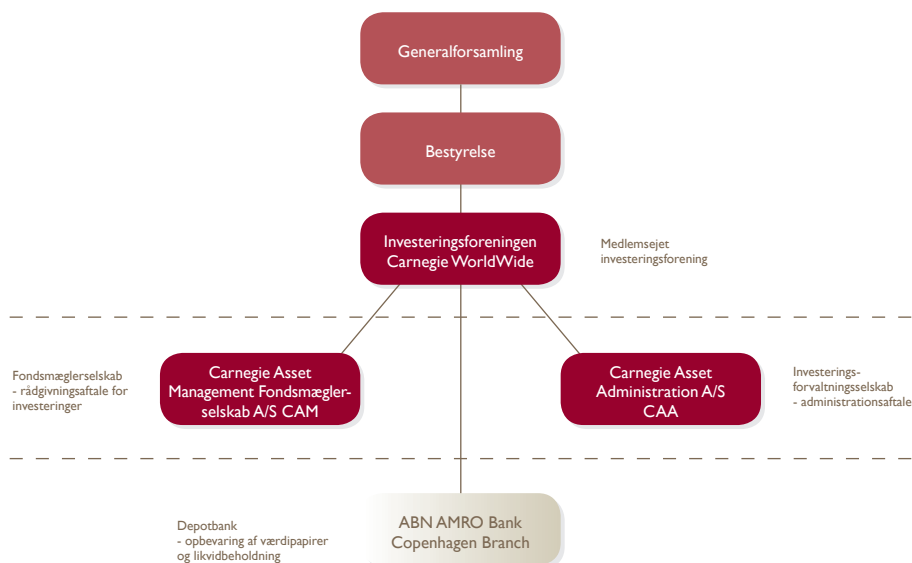 Generalforsamling
Bestyrelse
Investeringsforeningen
Carnegie WorldWide
Medlemsejet
investeringsforening
Fondsmæglerselskab
- rådgivningsaftale for
investeringer
Carnegie Asset
Management Fondsmægler-
selskab A/S CAM
Carnegie Asset
Administration A/S
CAA
Investerings-
forvaltningsselskab
- administrationsaftale
Depotbank
- opbevaring af værdipapirer
og likvidbeholdning
ABN AMRO Bank
Copenhagen Branch